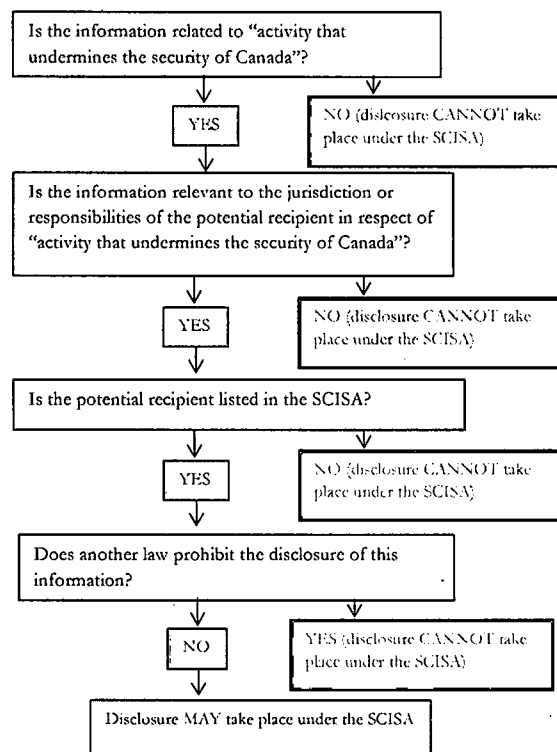 Is the information related to “activity that
undermines the security of Canada”?
YES
NO (disclosure CANNOT take
place under the SCISA)
Is the information relevant to the jurisdiction or
responsibilities of the potential recipient in respect of
“activity that undermines the security of Canada”?
YES
NO (disclosure CANNOT take
place under the SCISA)
Is the potential recipient listed in the SCISA?
YES
NO (disclosure CANNOT take
place under the SCISA)
Does another law prohibit the disclosure of this
information?
NO
YES (disclosure CANNOT take
place under the SCISA)
Disclosure MAY take place under the SCISA